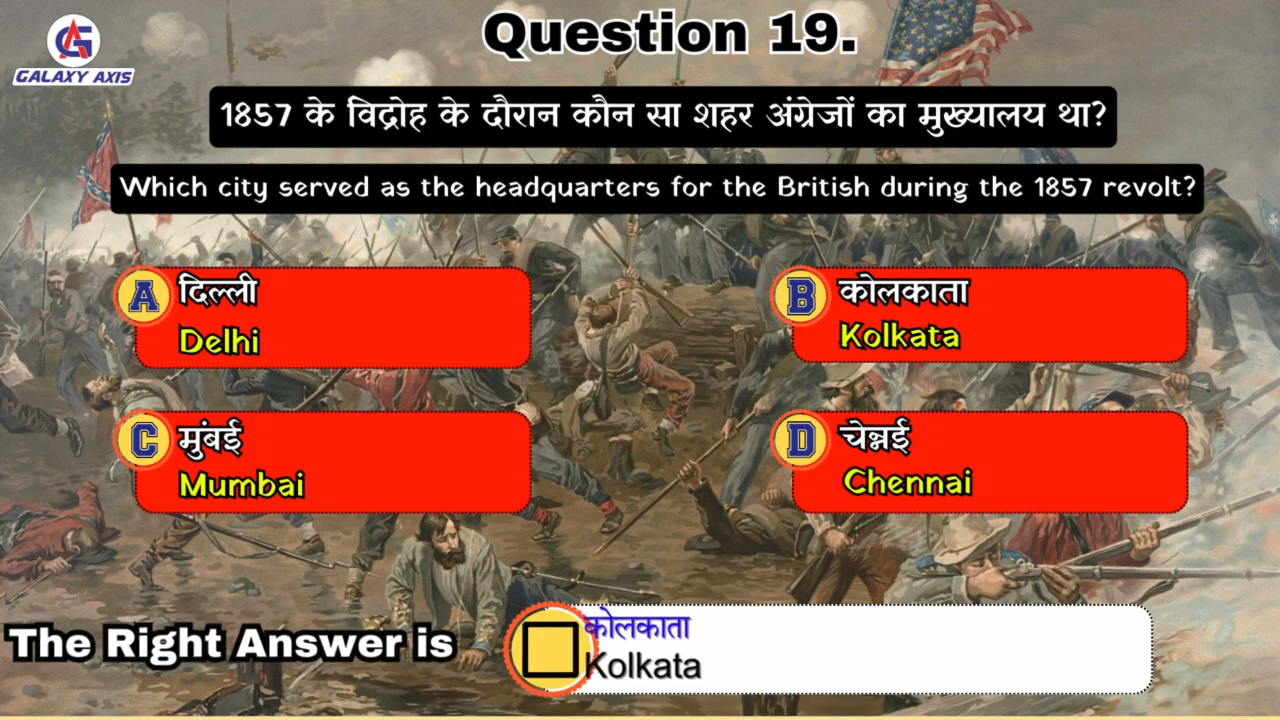 Question 19.
GALAXY AXIS
1857 के विद्रोह के दौरान कौन सा शहर अंग्रेजों का मुख्यालय था?
Which city served as the headquarters for the British during the 1857 revolt?
A दिल्ली
Delhi
B कोलकाता
Kolkata
C मुंबई
Mumbai
D चेन्नई
Chennai
The Right Answer is
कोलकाता
Kolkata